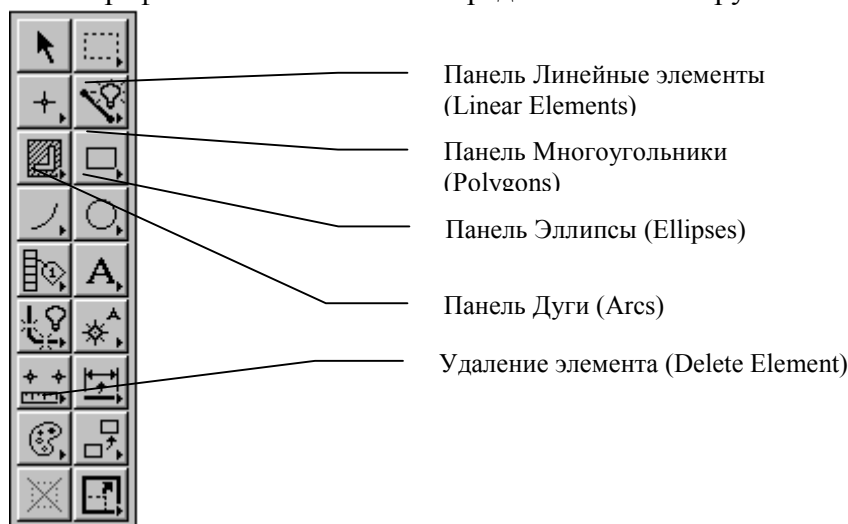 Панель Линейные элементы
(Linear Elements)
Панель Многоугольники
(Polygons)
Панель Эллипсы (Ellipses)
Панель Дуги (Arcs)
Удаление элемента (Delete Element)